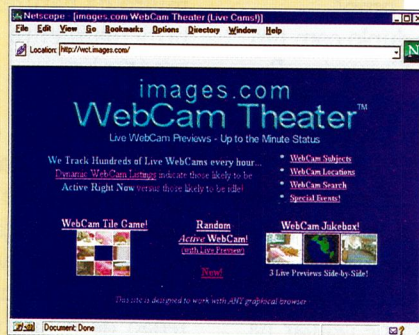 Netscape [images.com WebCam Theater (Live Cams!)]
File Edit View Go Bookmarks Options Directory Window Help
Location: http://wct.images.com/
N
images.com
WebCam Theater™
Live WebCam Previews - Up to the Minute Status
We Track Hundreds of Live WebCams every hour...
Dynamic WebCam Listings indicate those likely to be
Active Right Now versus those likely to be idle!
* WebCam Subjects
* WebCam Locations
* WebCam Search
* Special Events!
WebCam Tile Game!
Random
Active WebCam!
(with Live Preview)
Now!
WebCam Jukebox!
3 Live Previews Side-by-Side!
This site is designed to work with ANY graphical browser
Document: Done